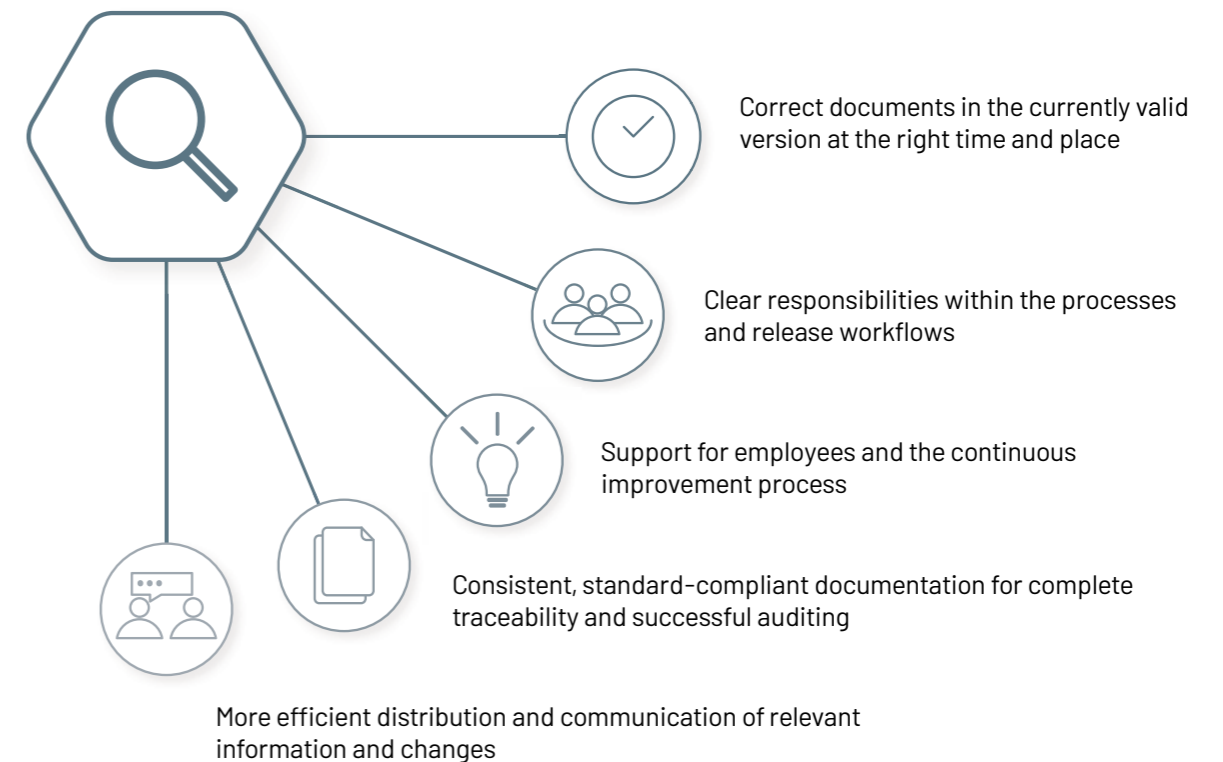 Correct documents in the currently valid
version at the right time and place
Clear responsibilities within the processes
and release workflows
Support for employees and the continuous
improvement process
Consistent, standard-compliant documentation for complete
traceability and successful auditing
More efficient distribution and communication of relevant
information and changes